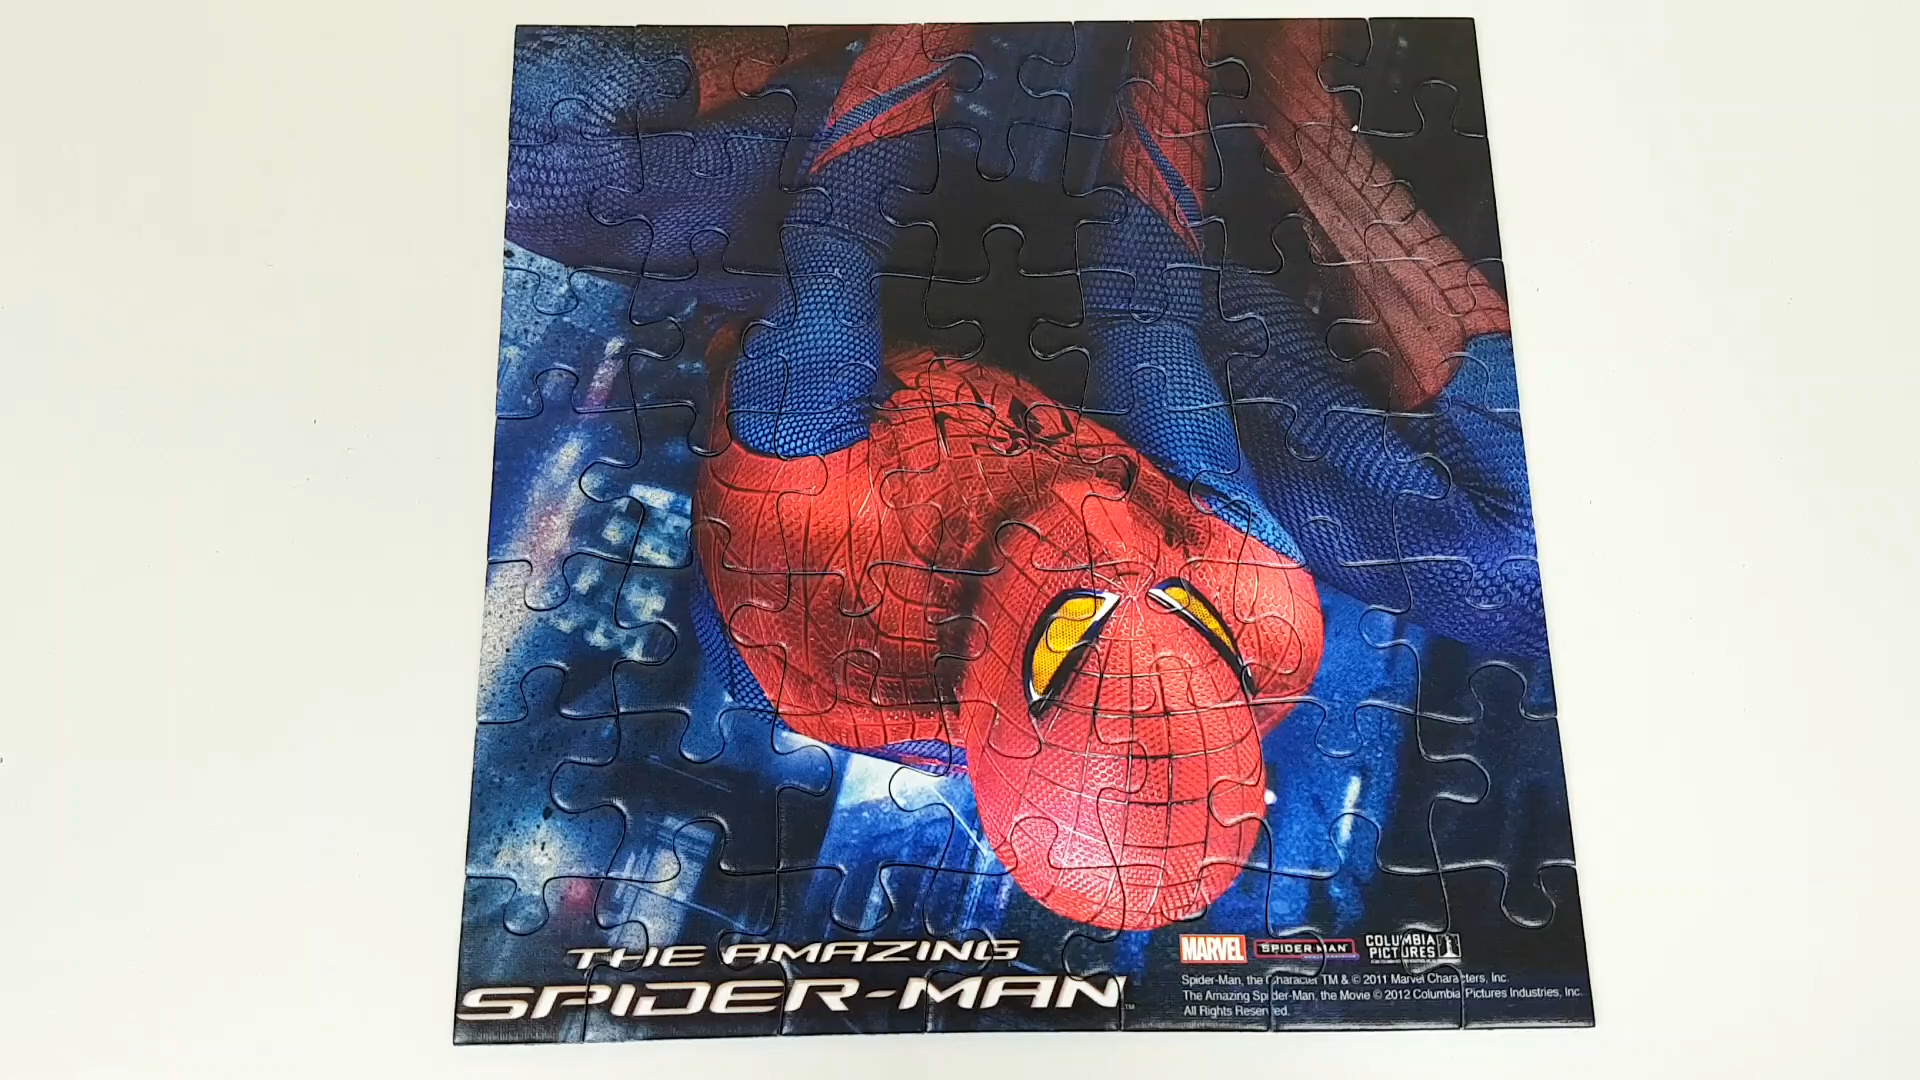 THE AMAZING
SPIDER-MAN™
MARVEL SPIDER-MAN COLUMBIA PICTURES
Spider-Man, the Character TM & © 2011 Marvel Characters, Inc.
The Amazing Spider-Man, the Movie © 2012 Columbia Pictures Industries, Inc.
All Rights Reserved.